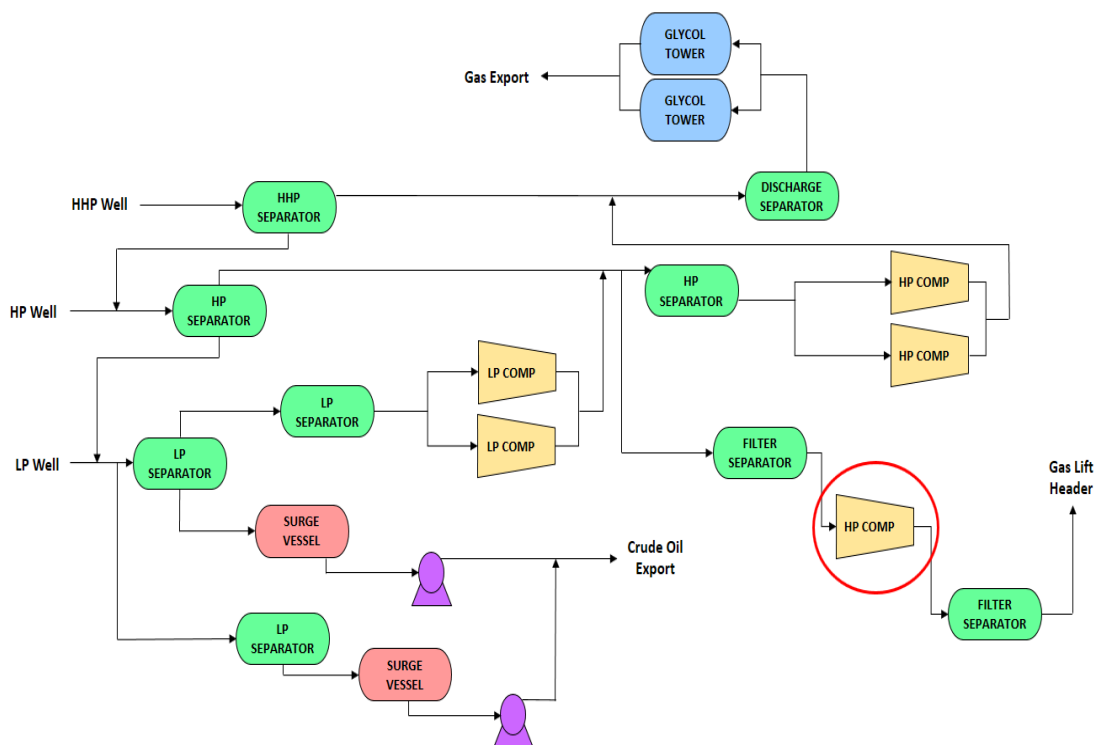 GLYCOL
TOWER
Gas Export
GLYCOL
TOWER
HHP Well
HHP
SEPARATOR
DISCHARGE
SEPARATOR
HP Well
HP
SEPARATOR
HP
SEPARATOR
HP COMP
HP COMP
LP COMP
LP
SEPARATOR
LP COMP
LP Well
LP
SEPARATOR
FILTER
SEPARATOR
Gas Lift
Header
HP COMP
SURGE
VESSEL
Crude Oil
Export
FILTER
SEPARATOR
LP
SEPARATOR
SURGE
VESSEL